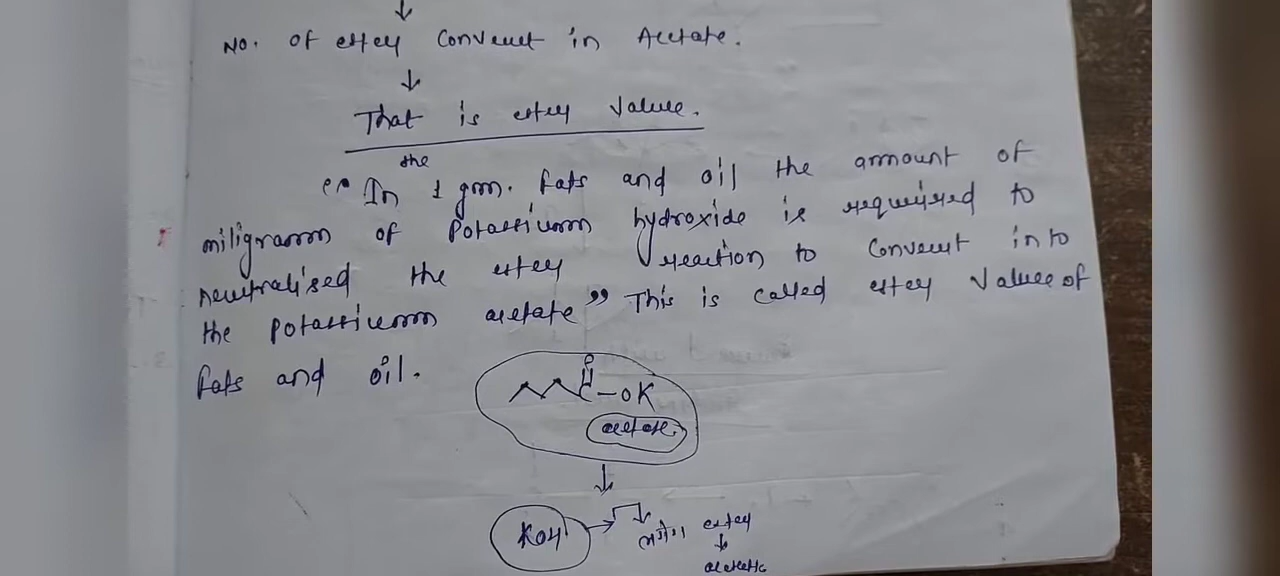 No. of ester Convert in Acetate.
That is ester Value.
the
"In 1 gm. fats and oil the amount of
miligram of Potassium hydroxide is required to
neutralised the ester reaction to Convert into
the potassium acetate" This is called ester Value of
fats and oil.
O
C-OK
acetate
KOH लगेगा ester
acetate